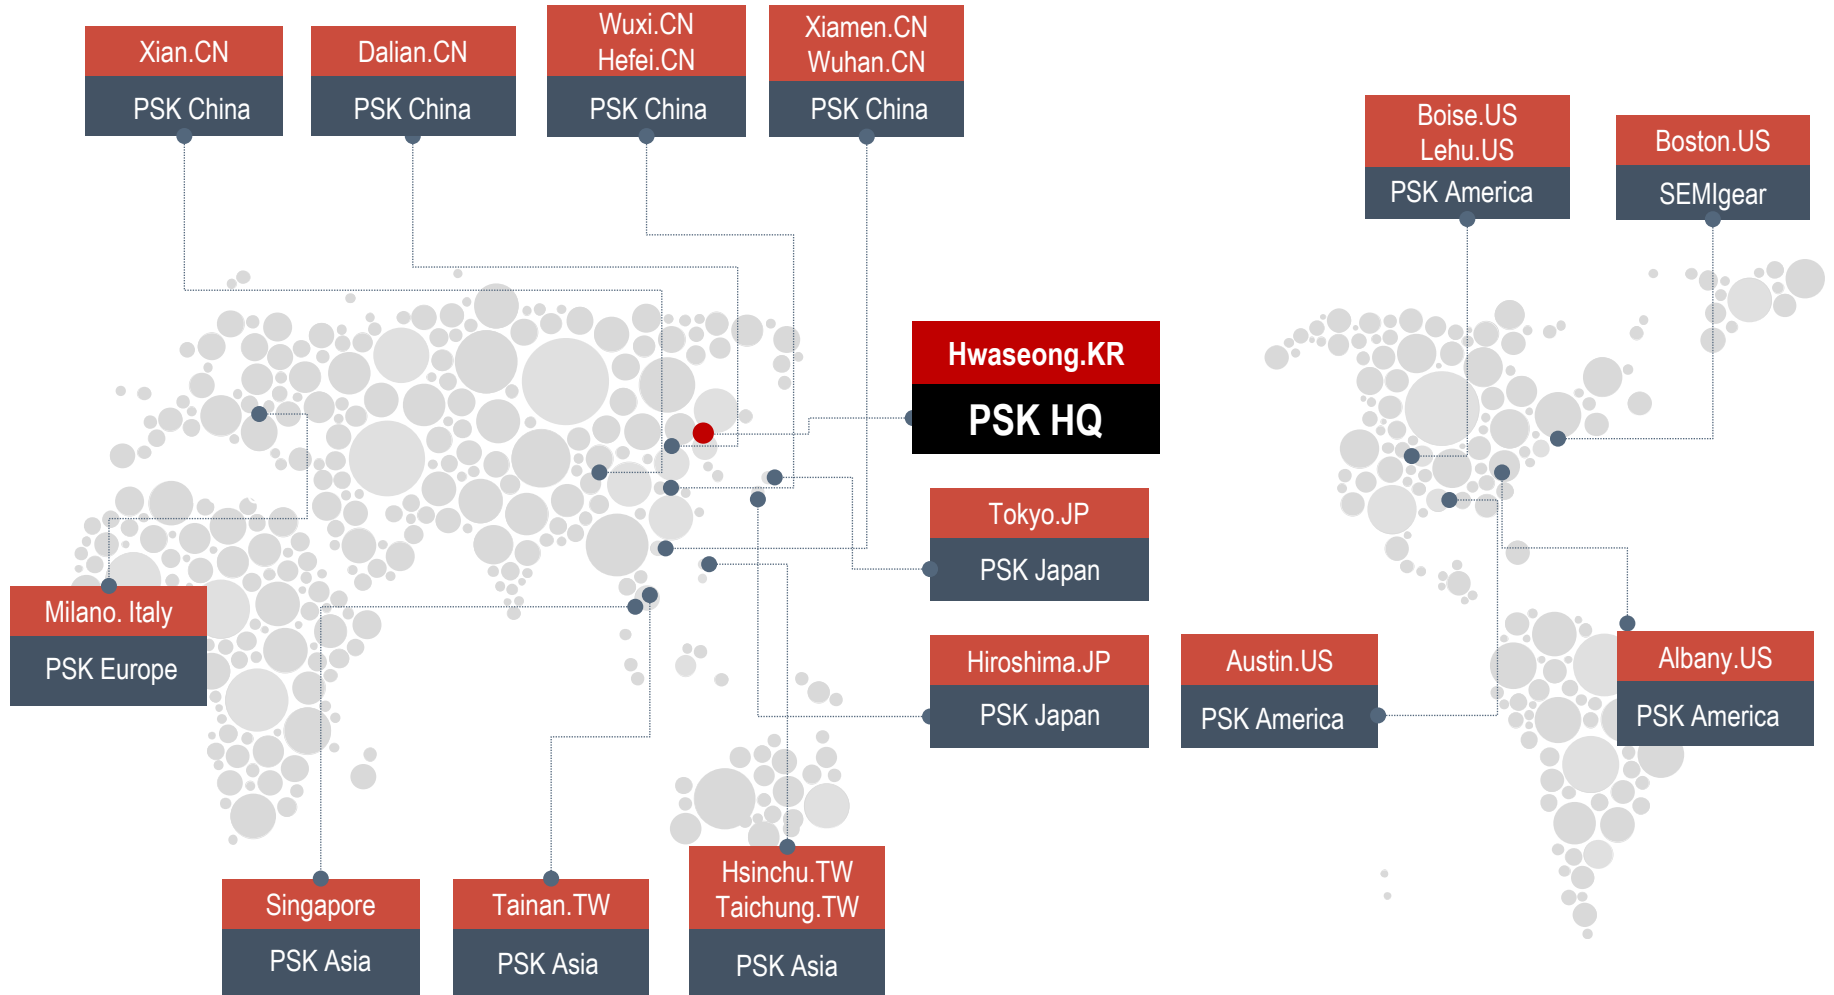 Xian.CN
PSK China
Dalian.CN
PSK China
Wuxi.CN
Hefei.CN
PSK China
Xiamen.CN
Wuhan.CN
PSK China
Boise.US
Lehu.US
PSK America
Boston.US
SEMIgear
Hwaseong.KR
PSK HQ
Tokyo.JP
PSK Japan
Milano. Italy
PSK Europe
Hiroshima.JP
PSK Japan
Austin.US
PSK America
Albany.US
PSK America
Singapore
PSK Asia
Tainan.TW
PSK Asia
Hsinchu.TW
Taichung.TW
PSK Asia